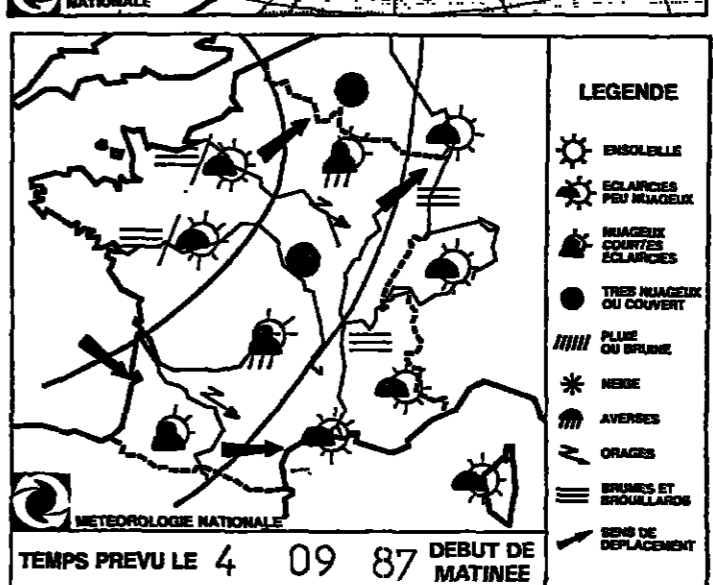 NATIONALE
LEGENDE
ENSOLEILLE
ECLAIRCIES
PEU NUAGEUX
NUAGEUX
COURTES
ECLAIRCIES
TRES NUAGEUX
OU COUVERT
PLUIE
OU BRUINE
NEIGE
AVERSES
ORAGES
BRUMES ET
BROUILLARDS
SENS DE
DEPLACEMENT
METEOROLOGIE NATIONALE
TEMPS PREVU LE 4 09 87 DEBUT DE
MATINEE